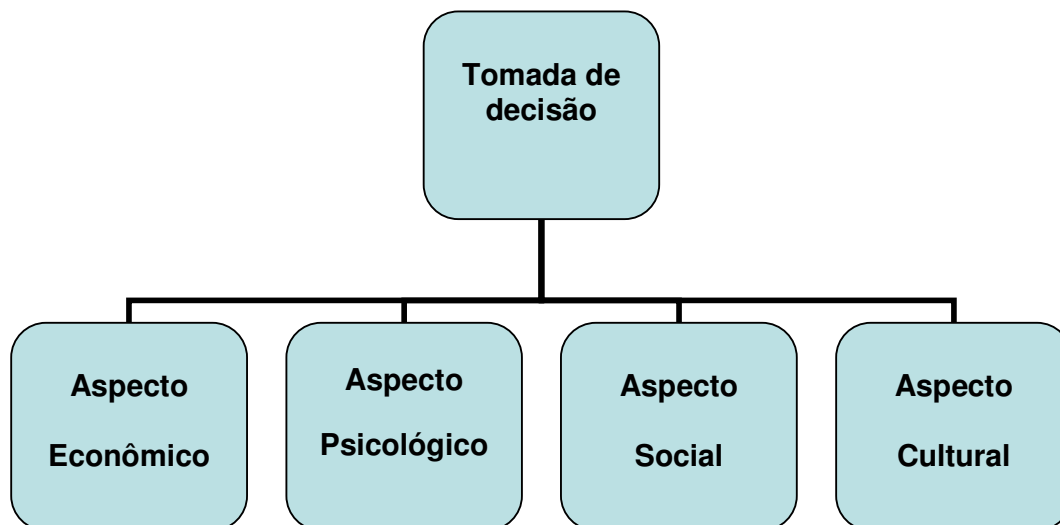 Tomada de
decisão
Aspecto
Econômico
Aspecto
Psicológico
Aspecto
Social
Aspecto
Cultural